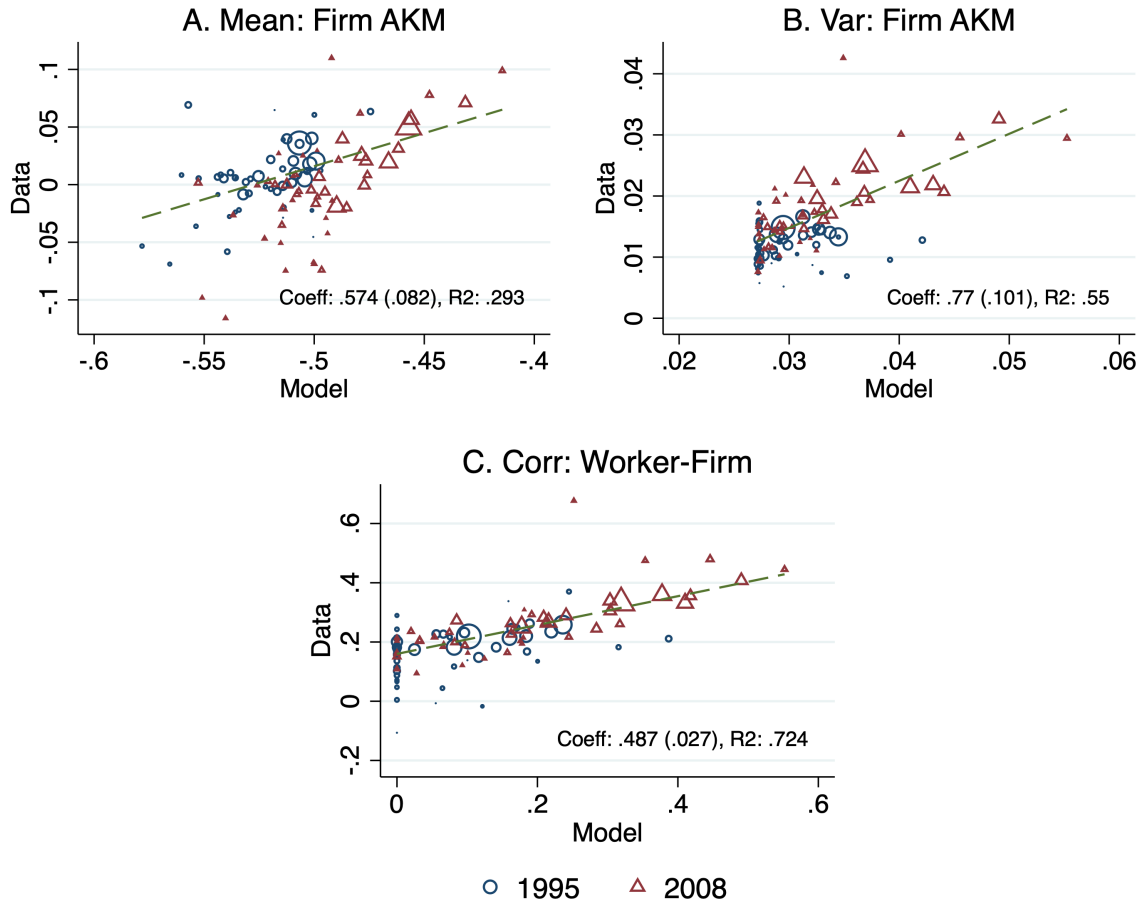 A. Mean: Firm AKM
Data
.1
.05
0
-.05
-.1
Coeff: .574 (.082), R2: .293
-.6 -.55 -.5 -.45 -.4
Model
B. Var: Firm AKM
Data
.04
.03
.02
.01
0
Coeff: .77 (.101), R2: .55
.02 .03 .04 .05 .06
Model
C. Corr: Worker-Firm
Data
.6
.4
.2
0
-.2
Coeff: .487 (.027), R2: .724
0 .2 .4 .6
Model
1995 2008